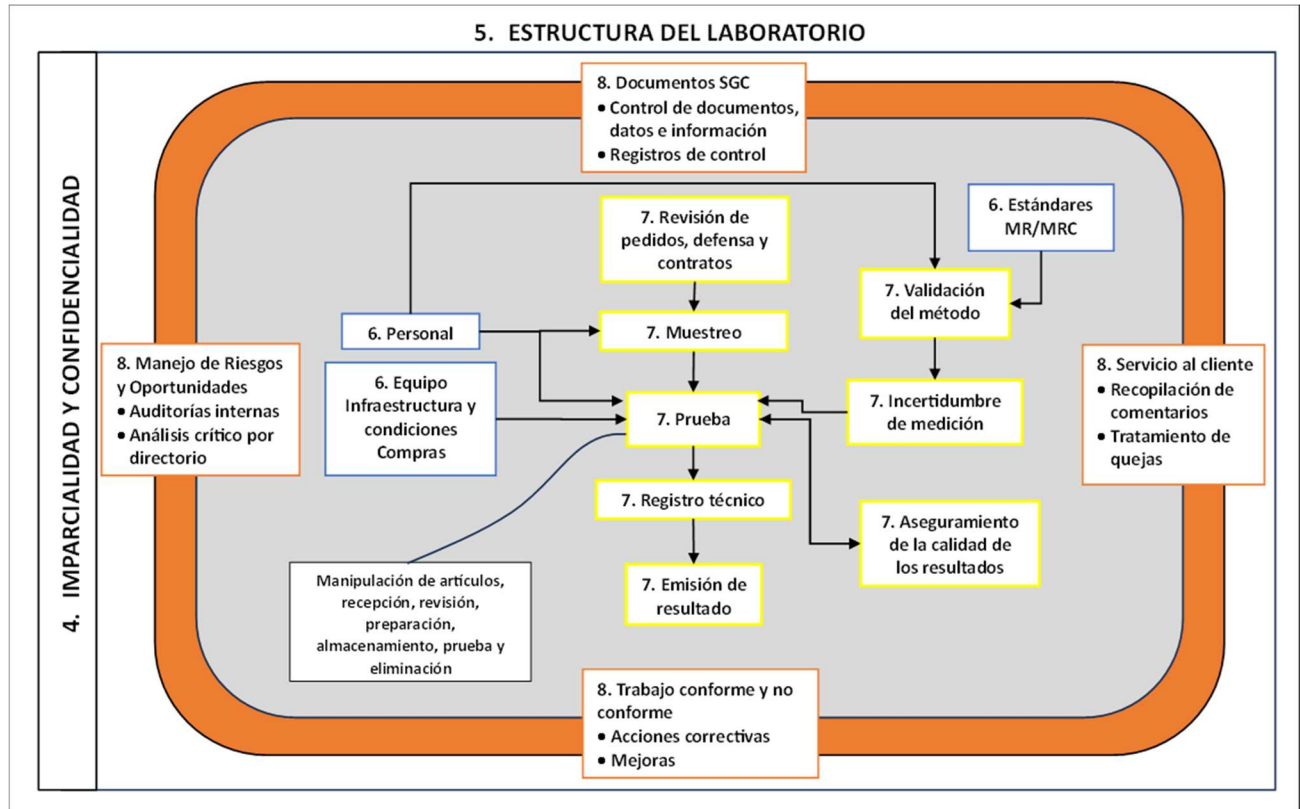 5. ESTRUCTURA DEL LABORATORIO
4. IMPARCIALIDAD Y CONFIDENCIALIDAD
8. Documentos SGC
• Control de documentos,
datos e información
• Registros de control
7. Revisión de
pedidos, defensa y
contratos
6. Estándares
MR/MRC
7. Validación
del método
6. Personal
7. Muestreo
8. Manejo de Riesgos
y Oportunidades
• Auditorías internas
• Análisis crítico por
directorio
6. Equipo
Infraestructura y
condiciones
Compras
7. Prueba
7. Incertidumbre
de medición
8. Servicio al cliente
• Recopilación de
comentarios
• Tratamiento de
quejas
7. Registro técnico
7. Aseguramiento
de la calidad de
los resultados
Manipulación de artículos,
recepción, revisión,
preparación,
almacenamiento, prueba y
eliminación
7. Emisión de
resultado
8. Trabajo conforme y no
conforme
• Acciones correctivas
• Mejoras